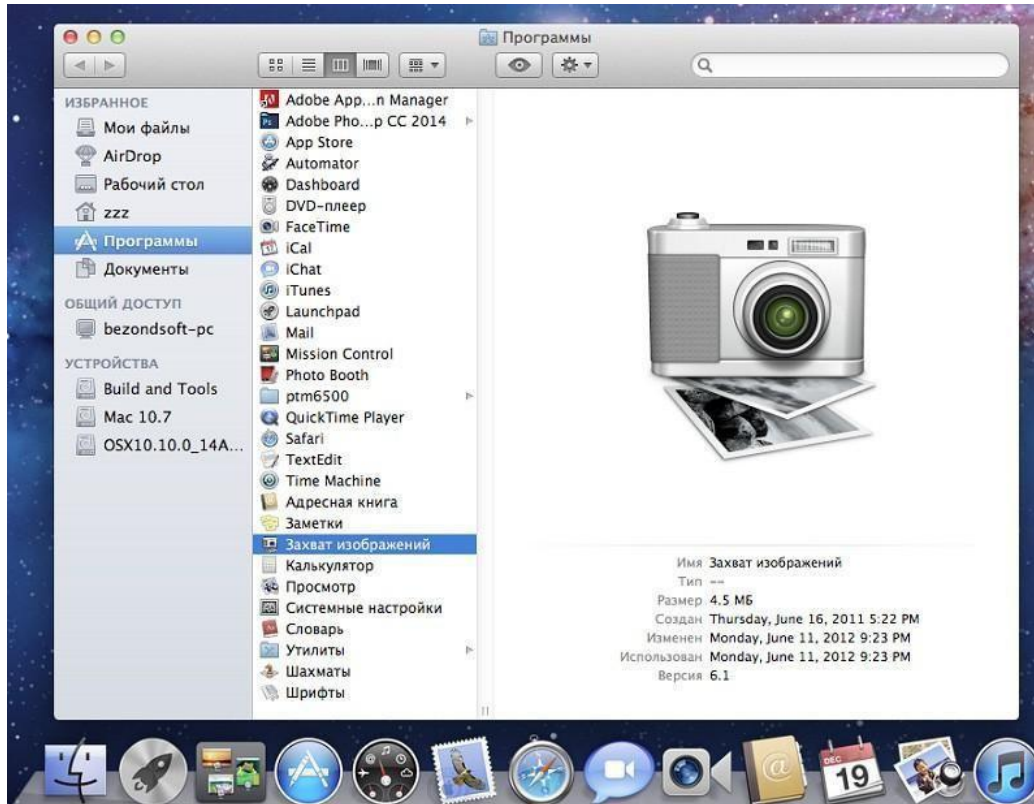 Программы
ИЗБРАННОЕ
Мои файлы
AirDrop
Рабочий стол
zzz
Программы
Документы
ОБЩИЙ ДОСТУП
bezondsoft-pc
УСТРОЙСТВА
Build and Tools
Mac 10.7
OSX10.10.0_14A...
Adobe App...n Manager
Adobe Pho...p CC 2014
App Store
Automator
Dashboard
DVD-плеер
FaceTime
iCal
iChat
iTunes
Launchpad
Mail
Mission Control
Photo Booth
ptm6500
QuickTime Player
Safari
TextEdit
Time Machine
Адресная книга
Заметки
Захват изображений
Калькулятор
Просмотр
Системные настройки
Словарь
Утилиты
Шахматы
Шрифты
Имя Захват изображений
Тип --
Размер 4.5 МБ
Создан Thursday, June 16, 2011 5:22 PM
Изменен Monday, June 11, 2012 9:23 PM
Использован Monday, June 11, 2012 9:23 PM
Версия 6.1
DEC
19